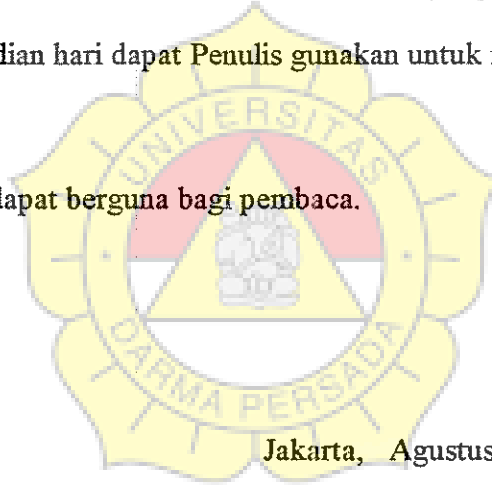 dian hari dapat Penulis gunakan untuk
dapat berguna bagi pembaca.
UNIVERSITAS
DARMA PERSADA
Jakarta, Agustus